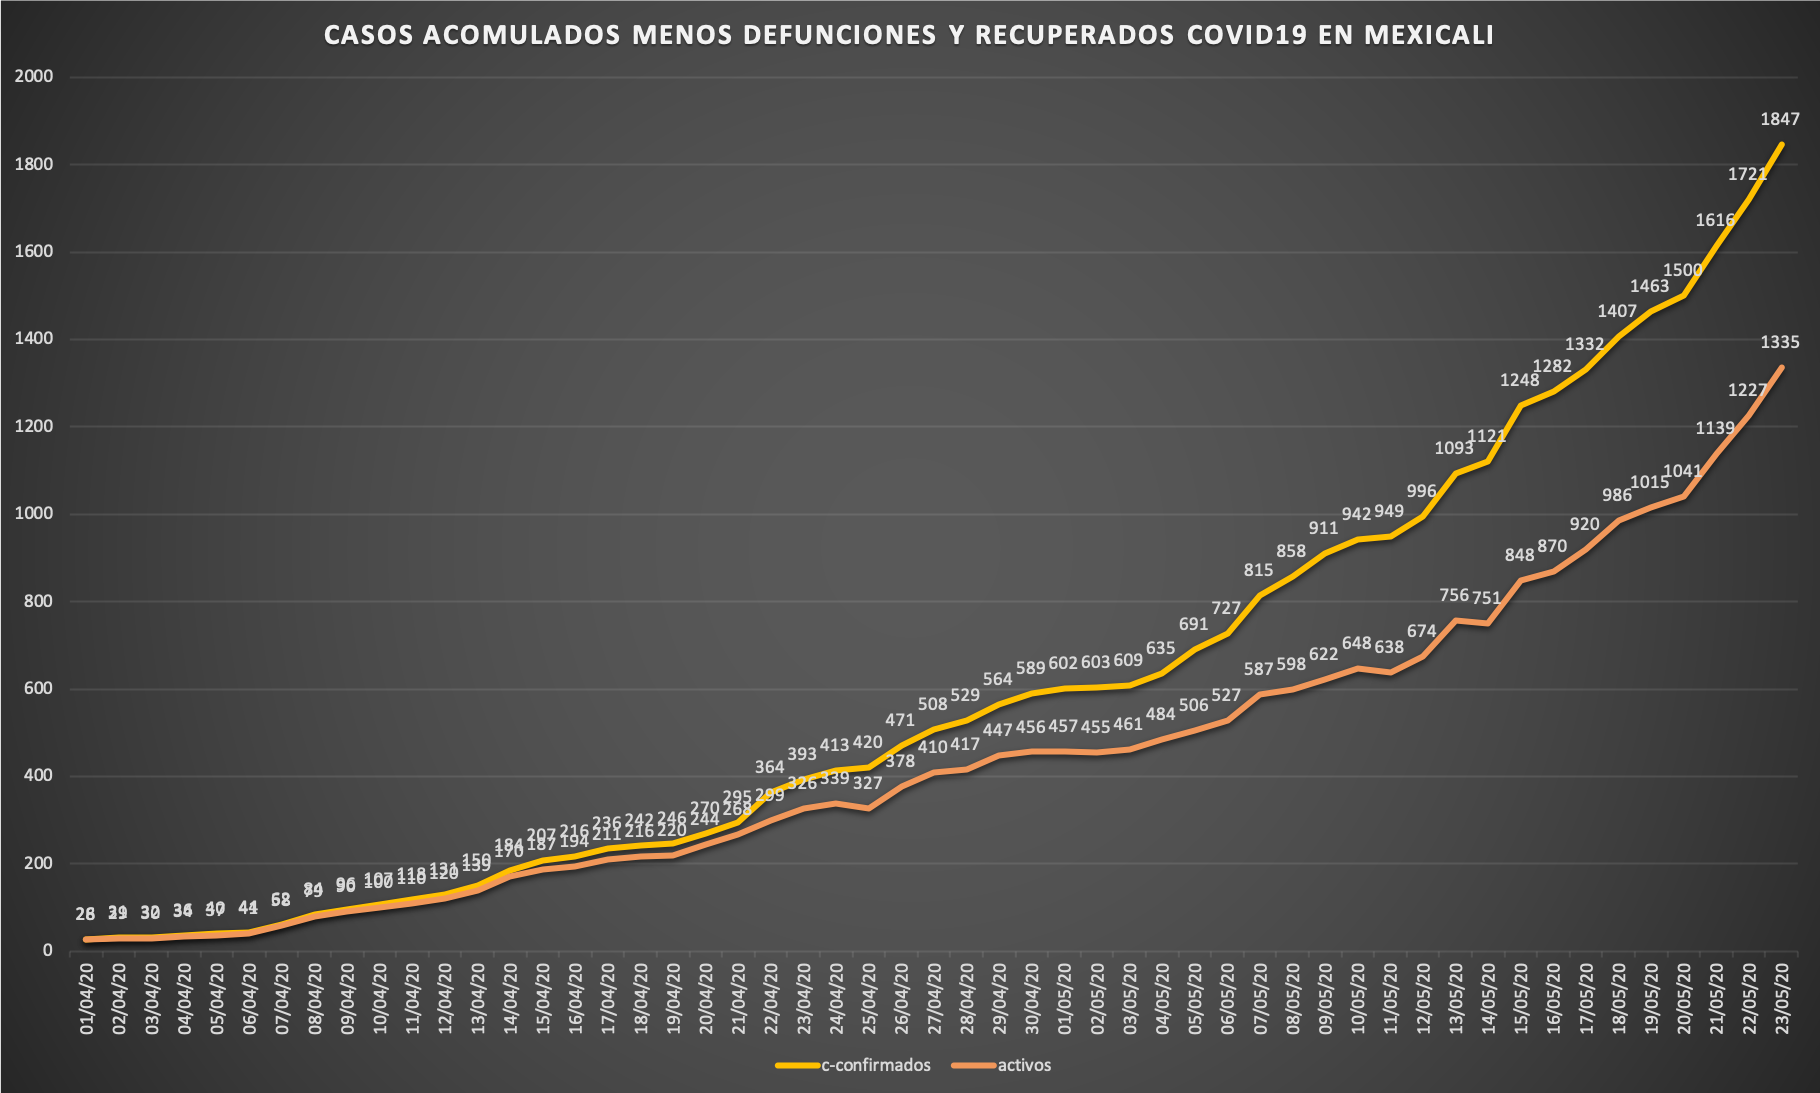 CASOS ACOMULADOS MENOS DEFUNCIONES Y RECUPERADOS COVID19 EN MEXICALI
2000
1800
1600
1400
1200
1000
800
600
400
200
0
184 207 216 236 242 246 270 295 364 393 413 420 471 508 529 564 589 602 603 609 635 691 727 815 858 911 942 949 996 1093 1121 1248 1282 1332 1407 1463 1500 1616 1721 1847
170 187 194 211 216 220 244 268 299 326 339 327 378 410 417 447 456 457 455 461 484 506 527 587 598 622 648 638 674 756 751 848 870 920 986 1015 1041 1139 1227 1335
01/04/20 02/04/20 03/04/20 04/04/20 05/04/20 06/04/20 07/04/20 08/04/20 09/04/20 10/04/20 11/04/20 12/04/20 13/04/20 14/04/20 15/04/20 16/04/20 17/04/20 18/04/20 19/04/20 20/04/20 21/04/20 22/04/20 23/04/20 24/04/20 25/04/20 26/04/20 27/04/20 28/04/20 29/04/20 30/04/20 01/05/20 02/05/20 03/05/20 04/05/20 05/05/20 06/05/20 07/05/20 08/05/20 09/05/20 10/05/20 11/05/20 12/05/20 13/05/20 14/05/20 15/05/20 16/05/20 17/05/20 18/05/20 19/05/20 20/05/20 21/05/20 22/05/20 23/05/20
c-confirmados activos